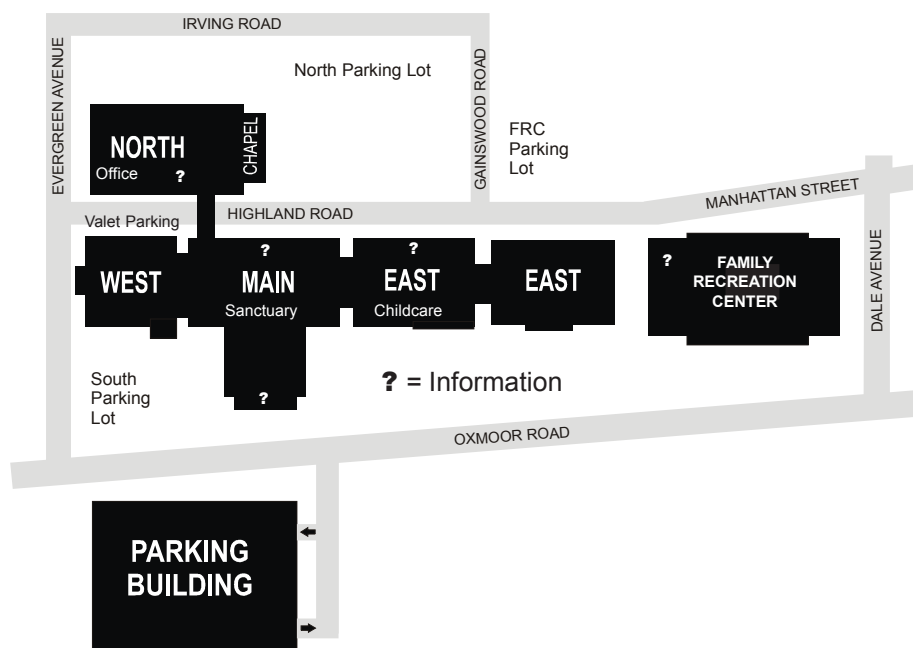 IRVING ROAD
EVERGREEN AVENUE
North Parking Lot
GAINSWOOD ROAD
FRC
Parking
Lot
NORTH
CHAPEL
Office
?
MANHATTAN STREET
Valet Parking
HIGHLAND ROAD
DALE AVENUE
WEST
?
MAIN
Sanctuary
?
EAST
Childcare
EAST
?
FAMILY
RECREATION
CENTER
South
Parking
Lot
?
? = Information
OXMOOR ROAD
PARKING
BUILDING